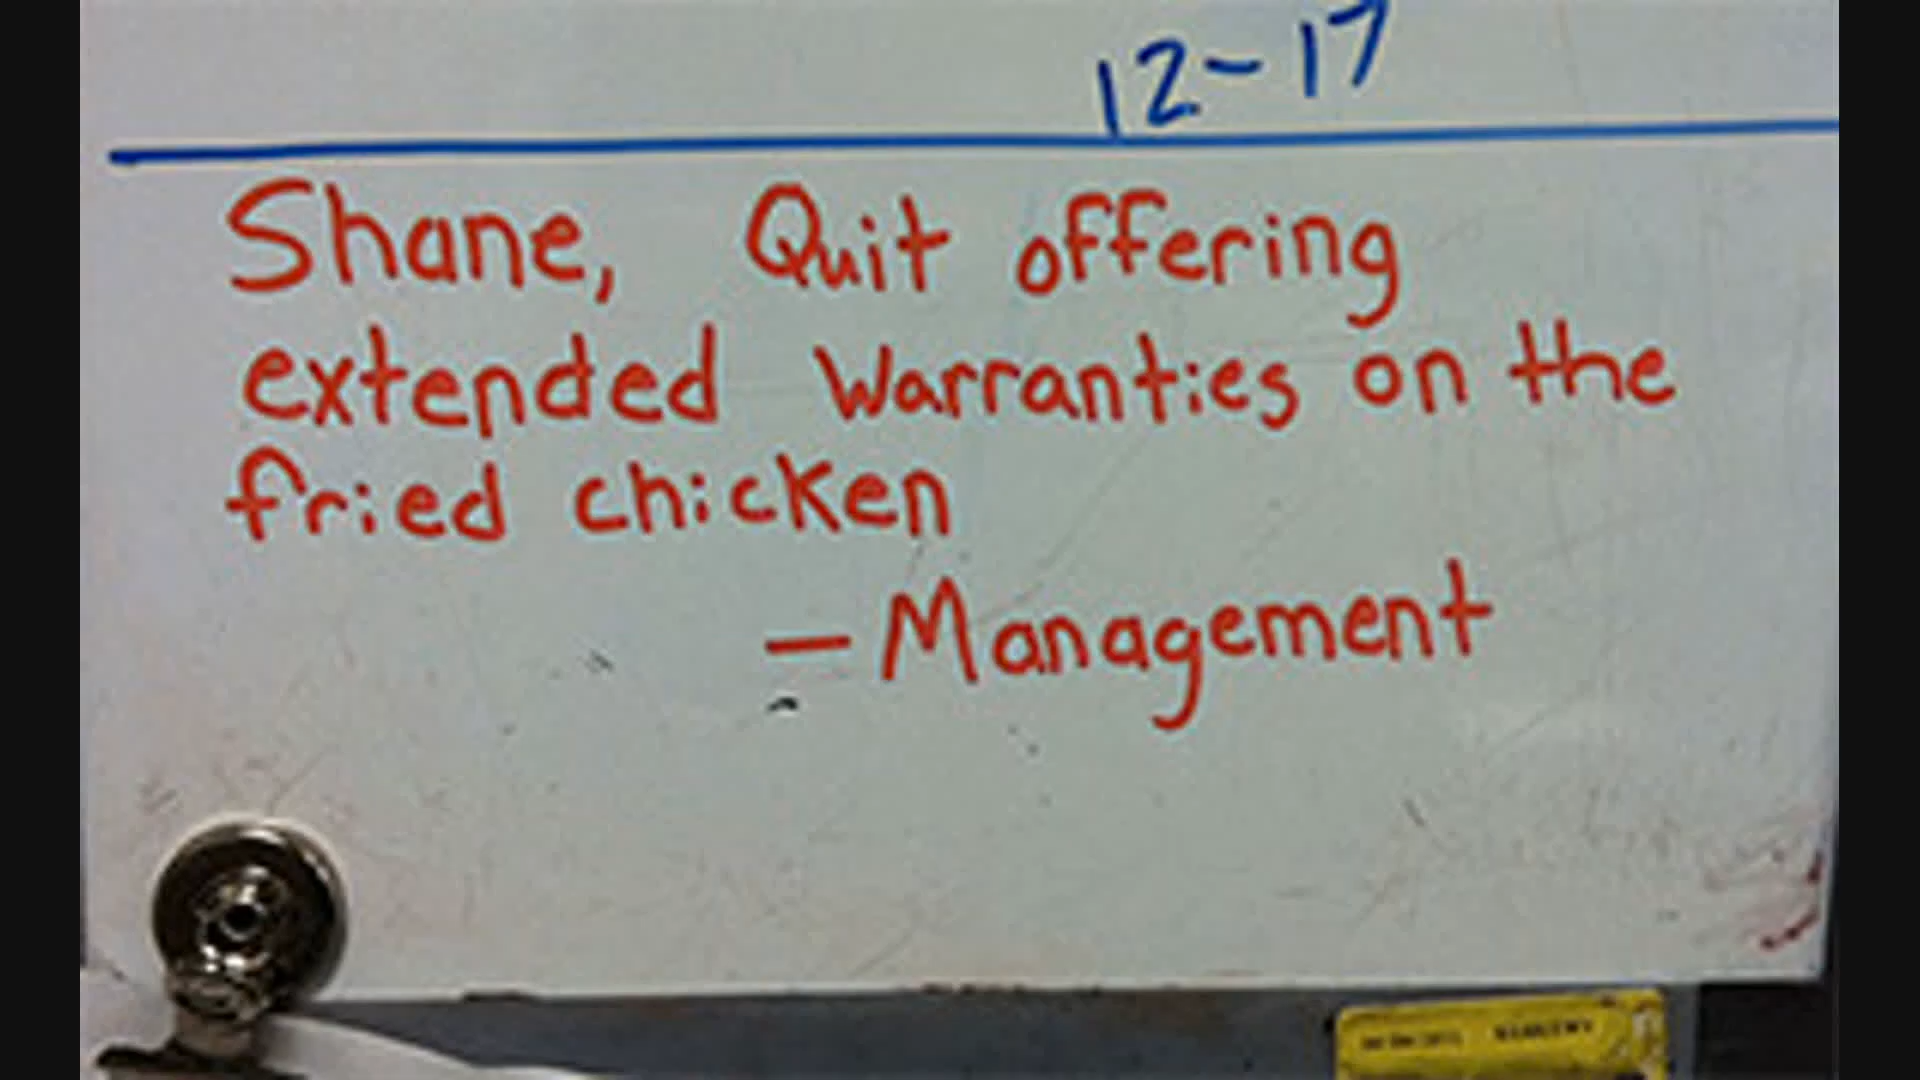 12-17
Shane, Quit offering
extended Warranties on the
fried chicken
- Management